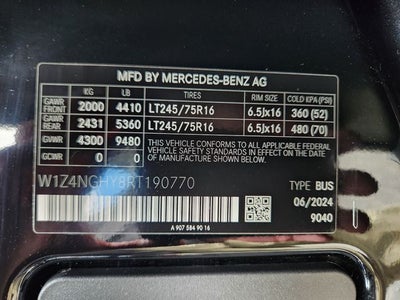 MFD BY MERCEDES-BENZ AG
KG LB TIRES RIM SIZE COLD KPA (PSI)
GAWR FRONT 2000 4410 LT245/75R16 6.5Jx16 360 (52)
GAWR REAR 2431 5360 LT245/75R16 6.5Jx16 480 (70)
GVWR 4300 9480 THIS VEHICLE CONFORMS TO ALL APPLICABLE
FEDERAL MOTOR VEHICLE SAFETY STANDARDS IN EFFECT
GCWR 0 0 ON THE DATE OF MANUFACTURE SHOWN BELOW.
W1Z4NGHY8RT190770 TYPE BUS
06/2024
9040
A 907 584 90 16